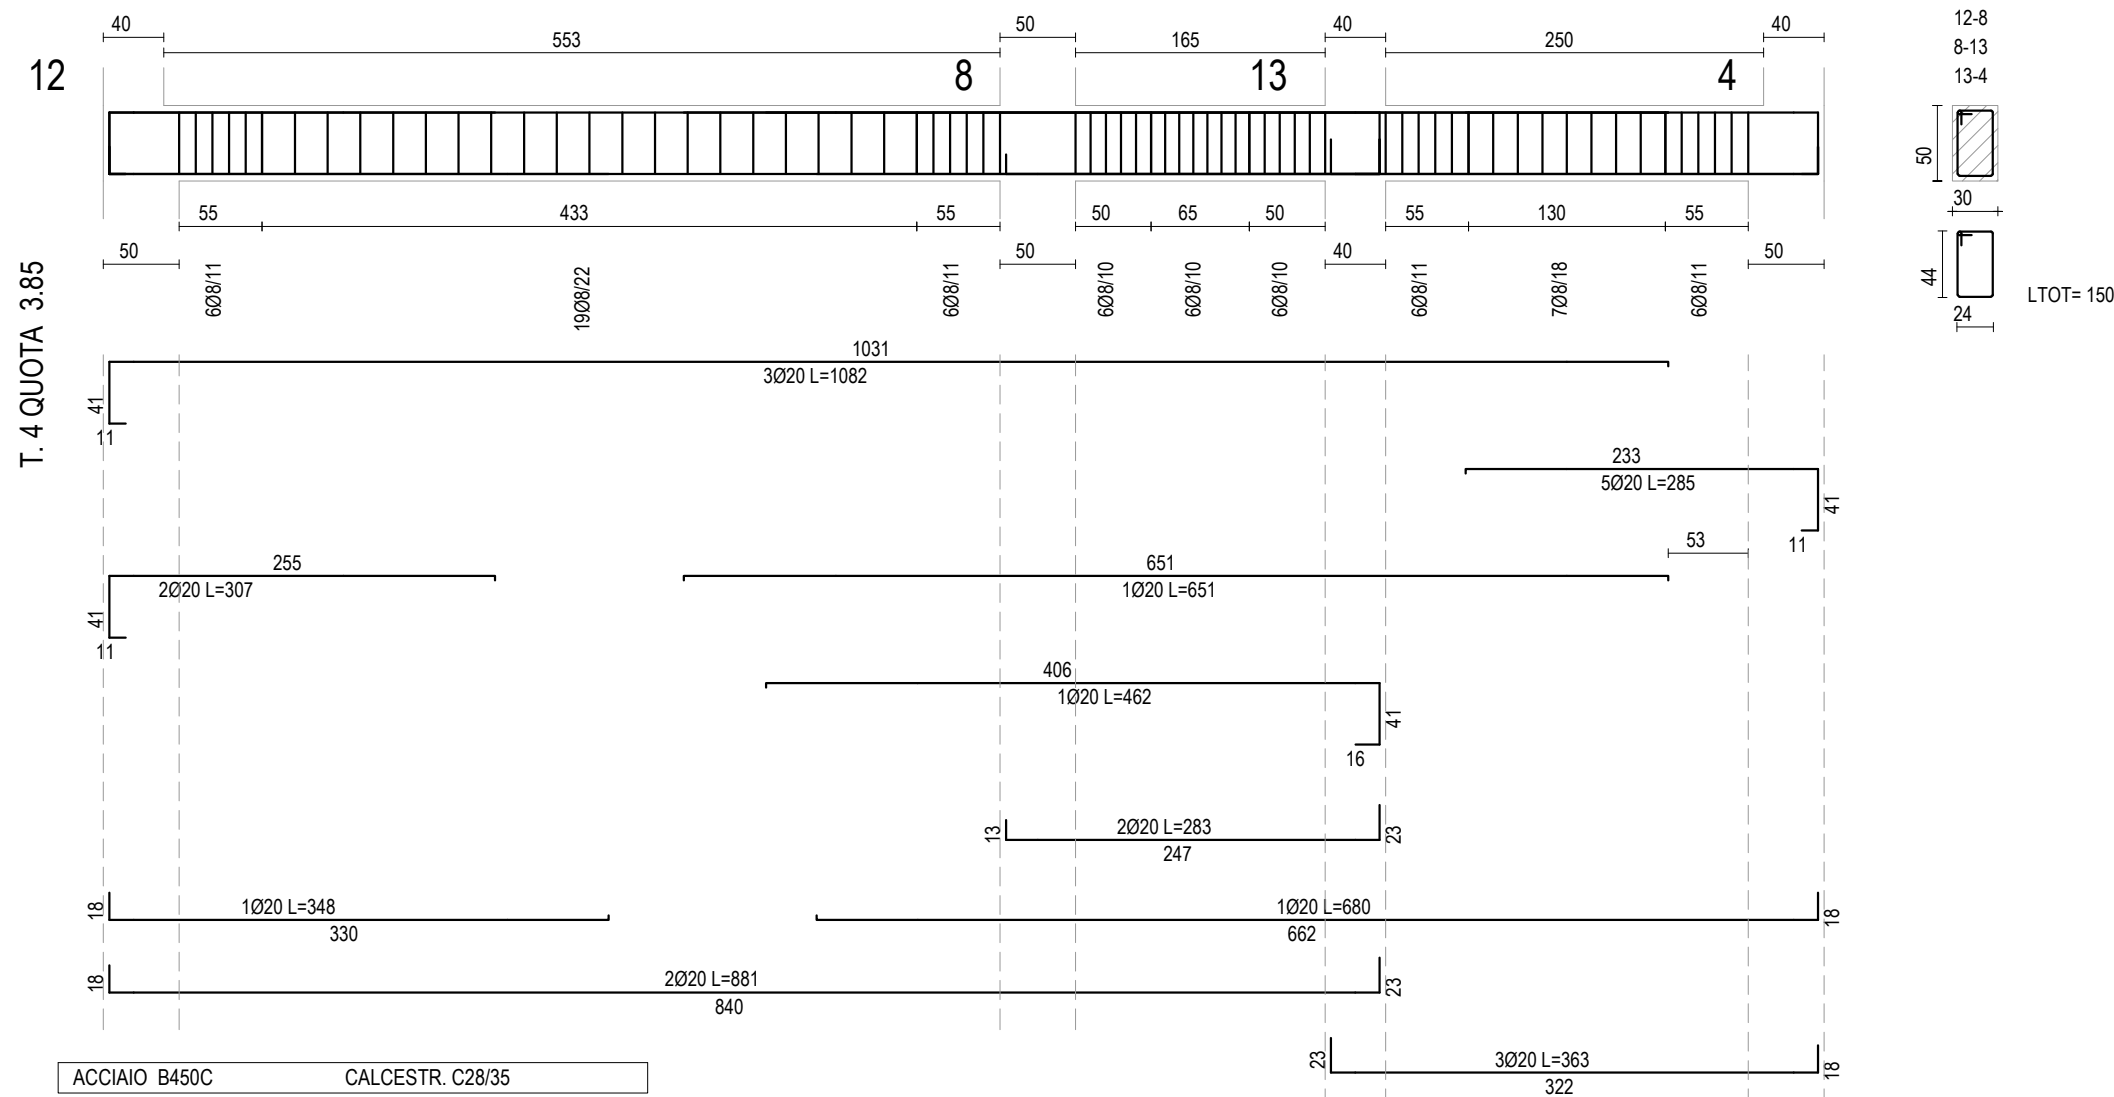 40
553
50
165
40
250
40
12-8
8-13
13-4
12
8
13
4
50
30
55
433
55
50
65
50
55
130
55
50
50
40
50
6Ø8/11
19Ø8/22
6Ø8/11
6Ø8/10
6Ø8/10
6Ø8/10
6Ø8/11
7Ø8/18
6Ø8/11
44
24
LTOT= 150
T. 4 QUOTA 3.85
1031
3Ø20 L=1082
41
11
233
5Ø20 L=285
41
11
53
255
2Ø20 L=307
41
11
651
1Ø20 L=651
406
1Ø20 L=462
41
16
13
2Ø20 L=283
23
247
18
1Ø20 L=348
330
1Ø20 L=680
18
662
18
2Ø20 L=881
23
840
23
3Ø20 L=363
18
322
ACCIAIO B450C CALCESTR. C28/35